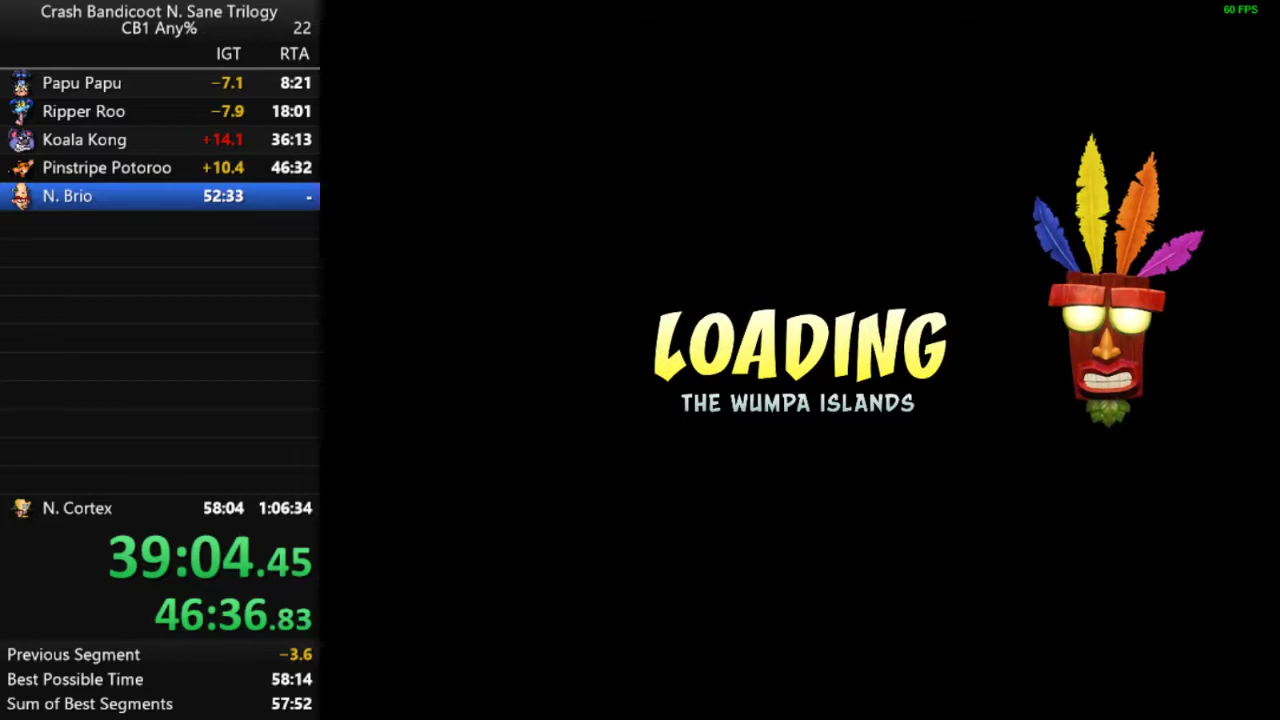 Crash Bandicoot N. Sane Trilogy
CB1 Any% 22
IGT RTA
Papu Papu −7.1 8:21
Ripper Roo −7.9 18:01
Koala Kong +14.1 36:13
Pinstripe Potoroo +10.4 46:32
N. Brio 52:33 -
N. Cortex 58:04 1:06:34
39:04.45
46:36.83
Previous Segment −3.6
Best Possible Time 58:14
Sum of Best Segments 57:52
60 FPS
LOADING
THE WUMPA ISLANDS